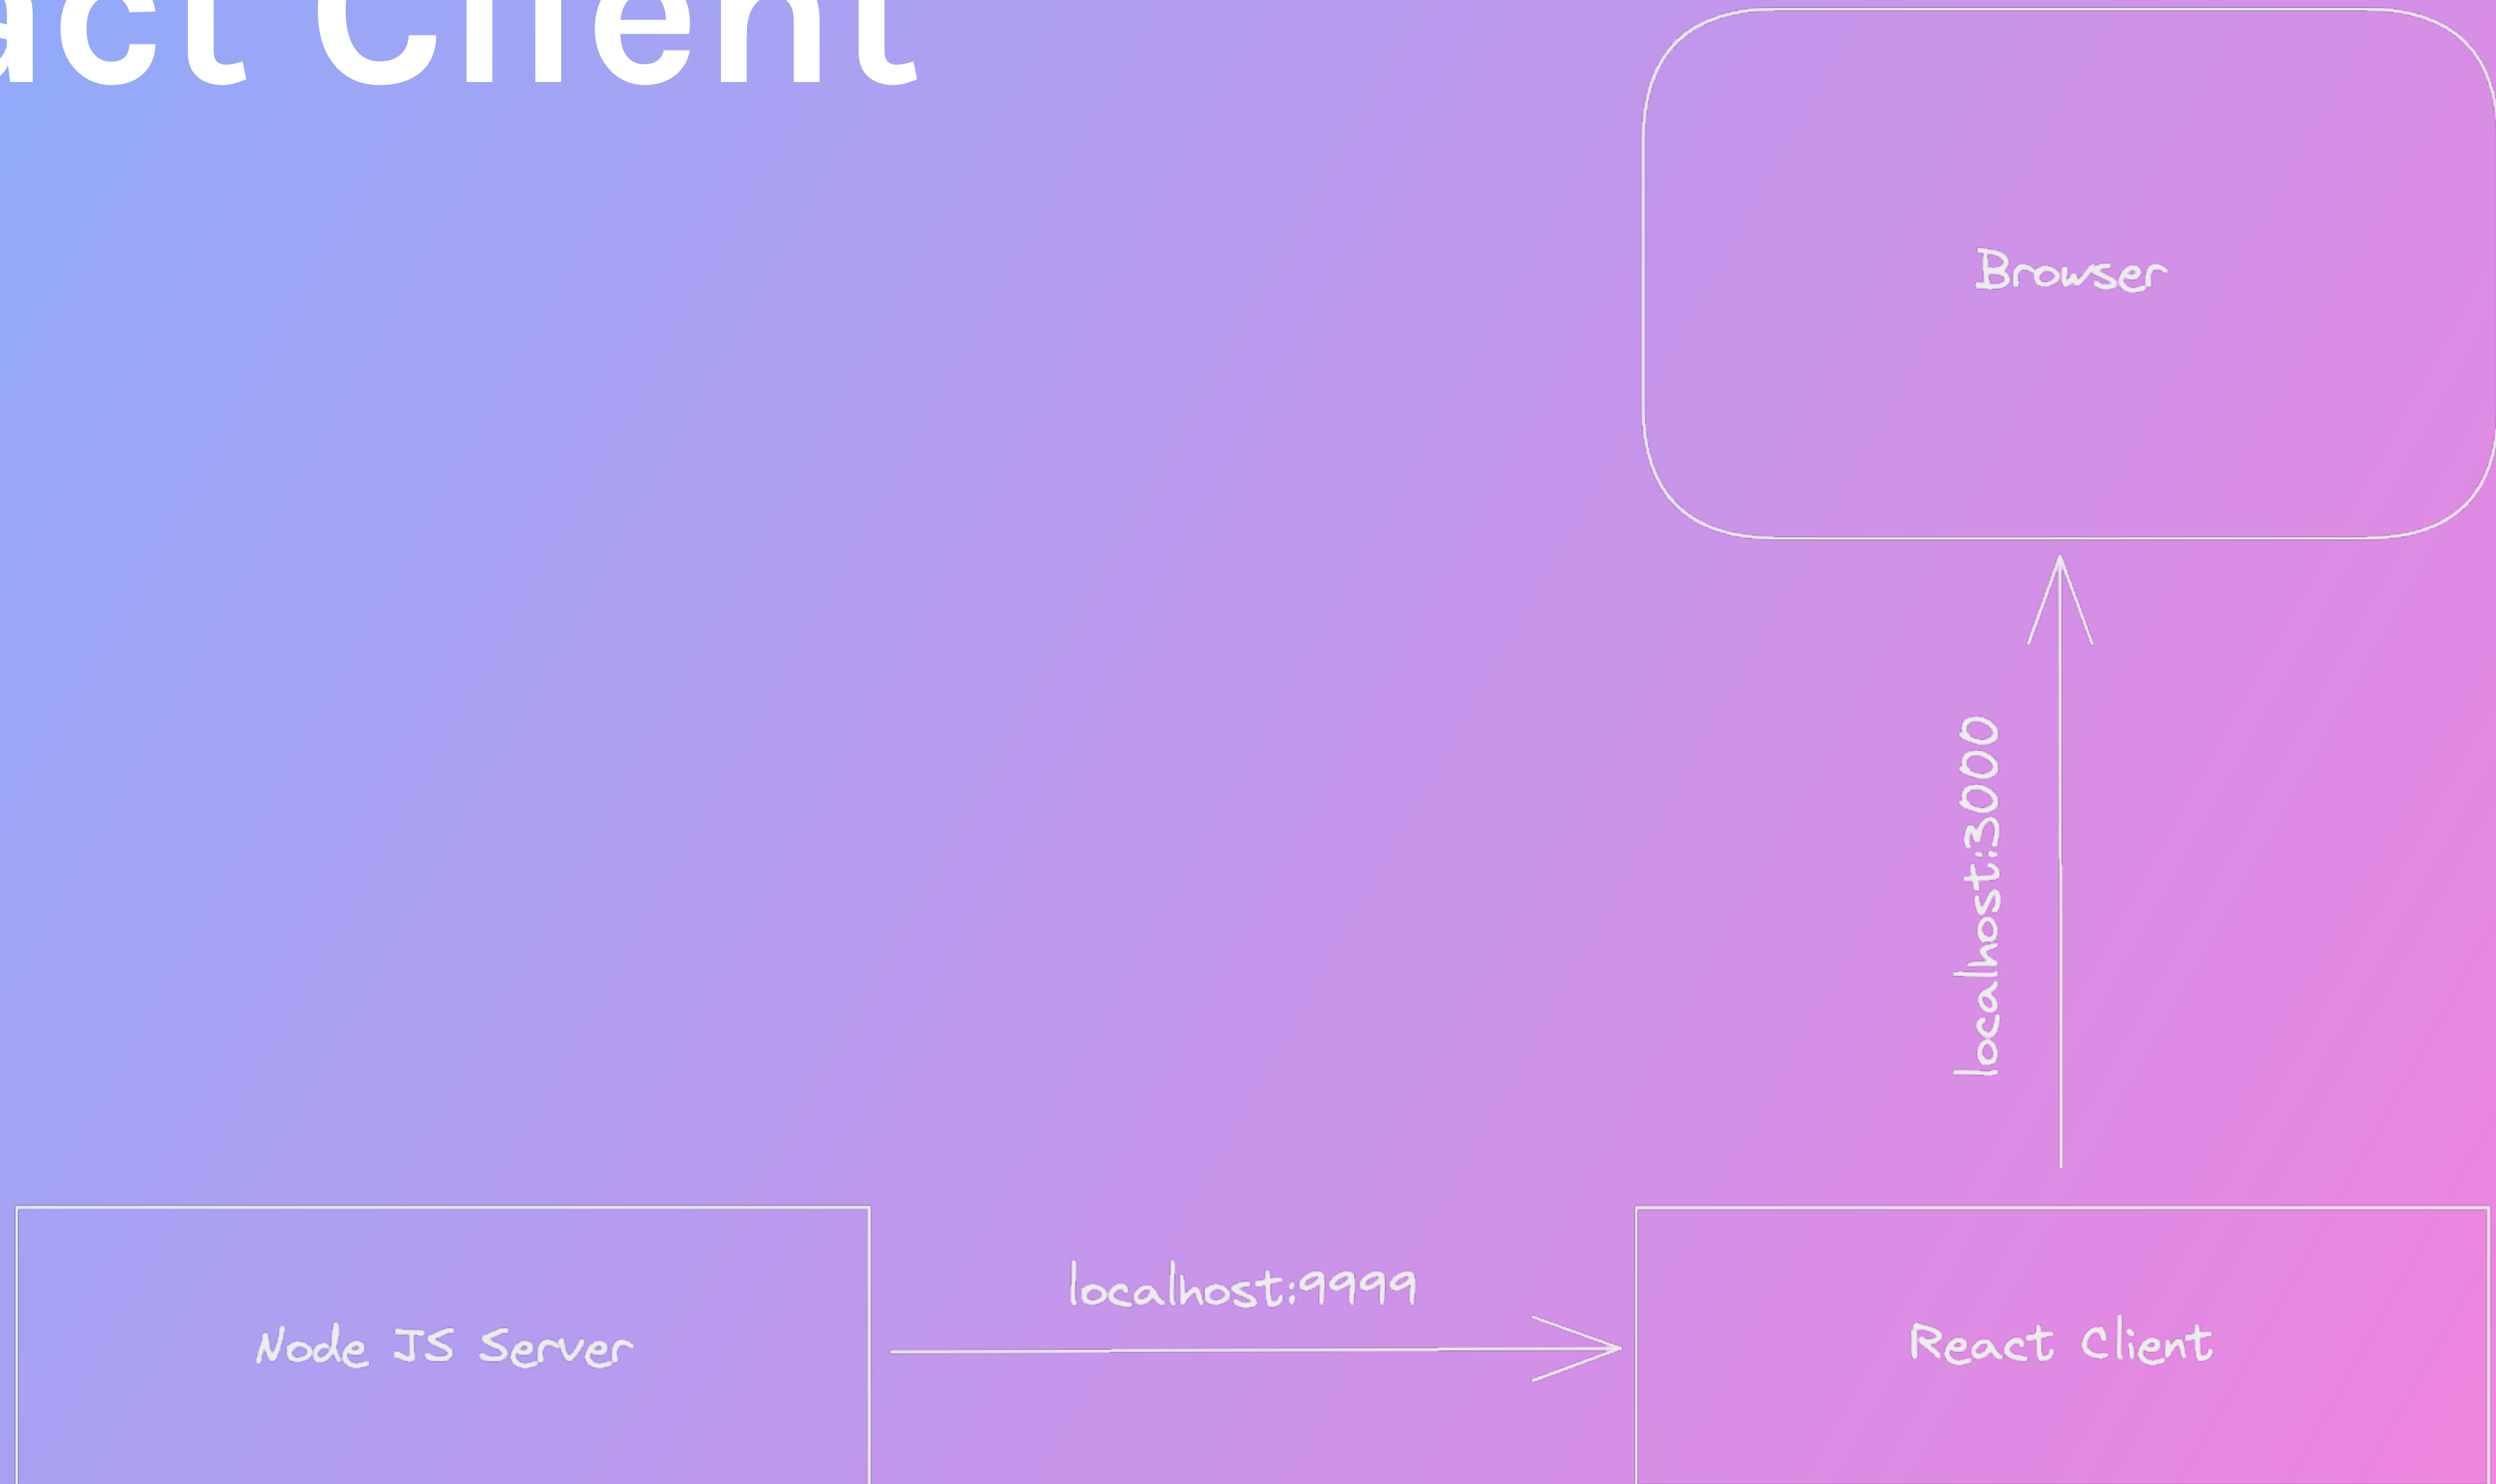 act Client
Browser
localhost:3000
localhost:9999
Node JS Server
React Client